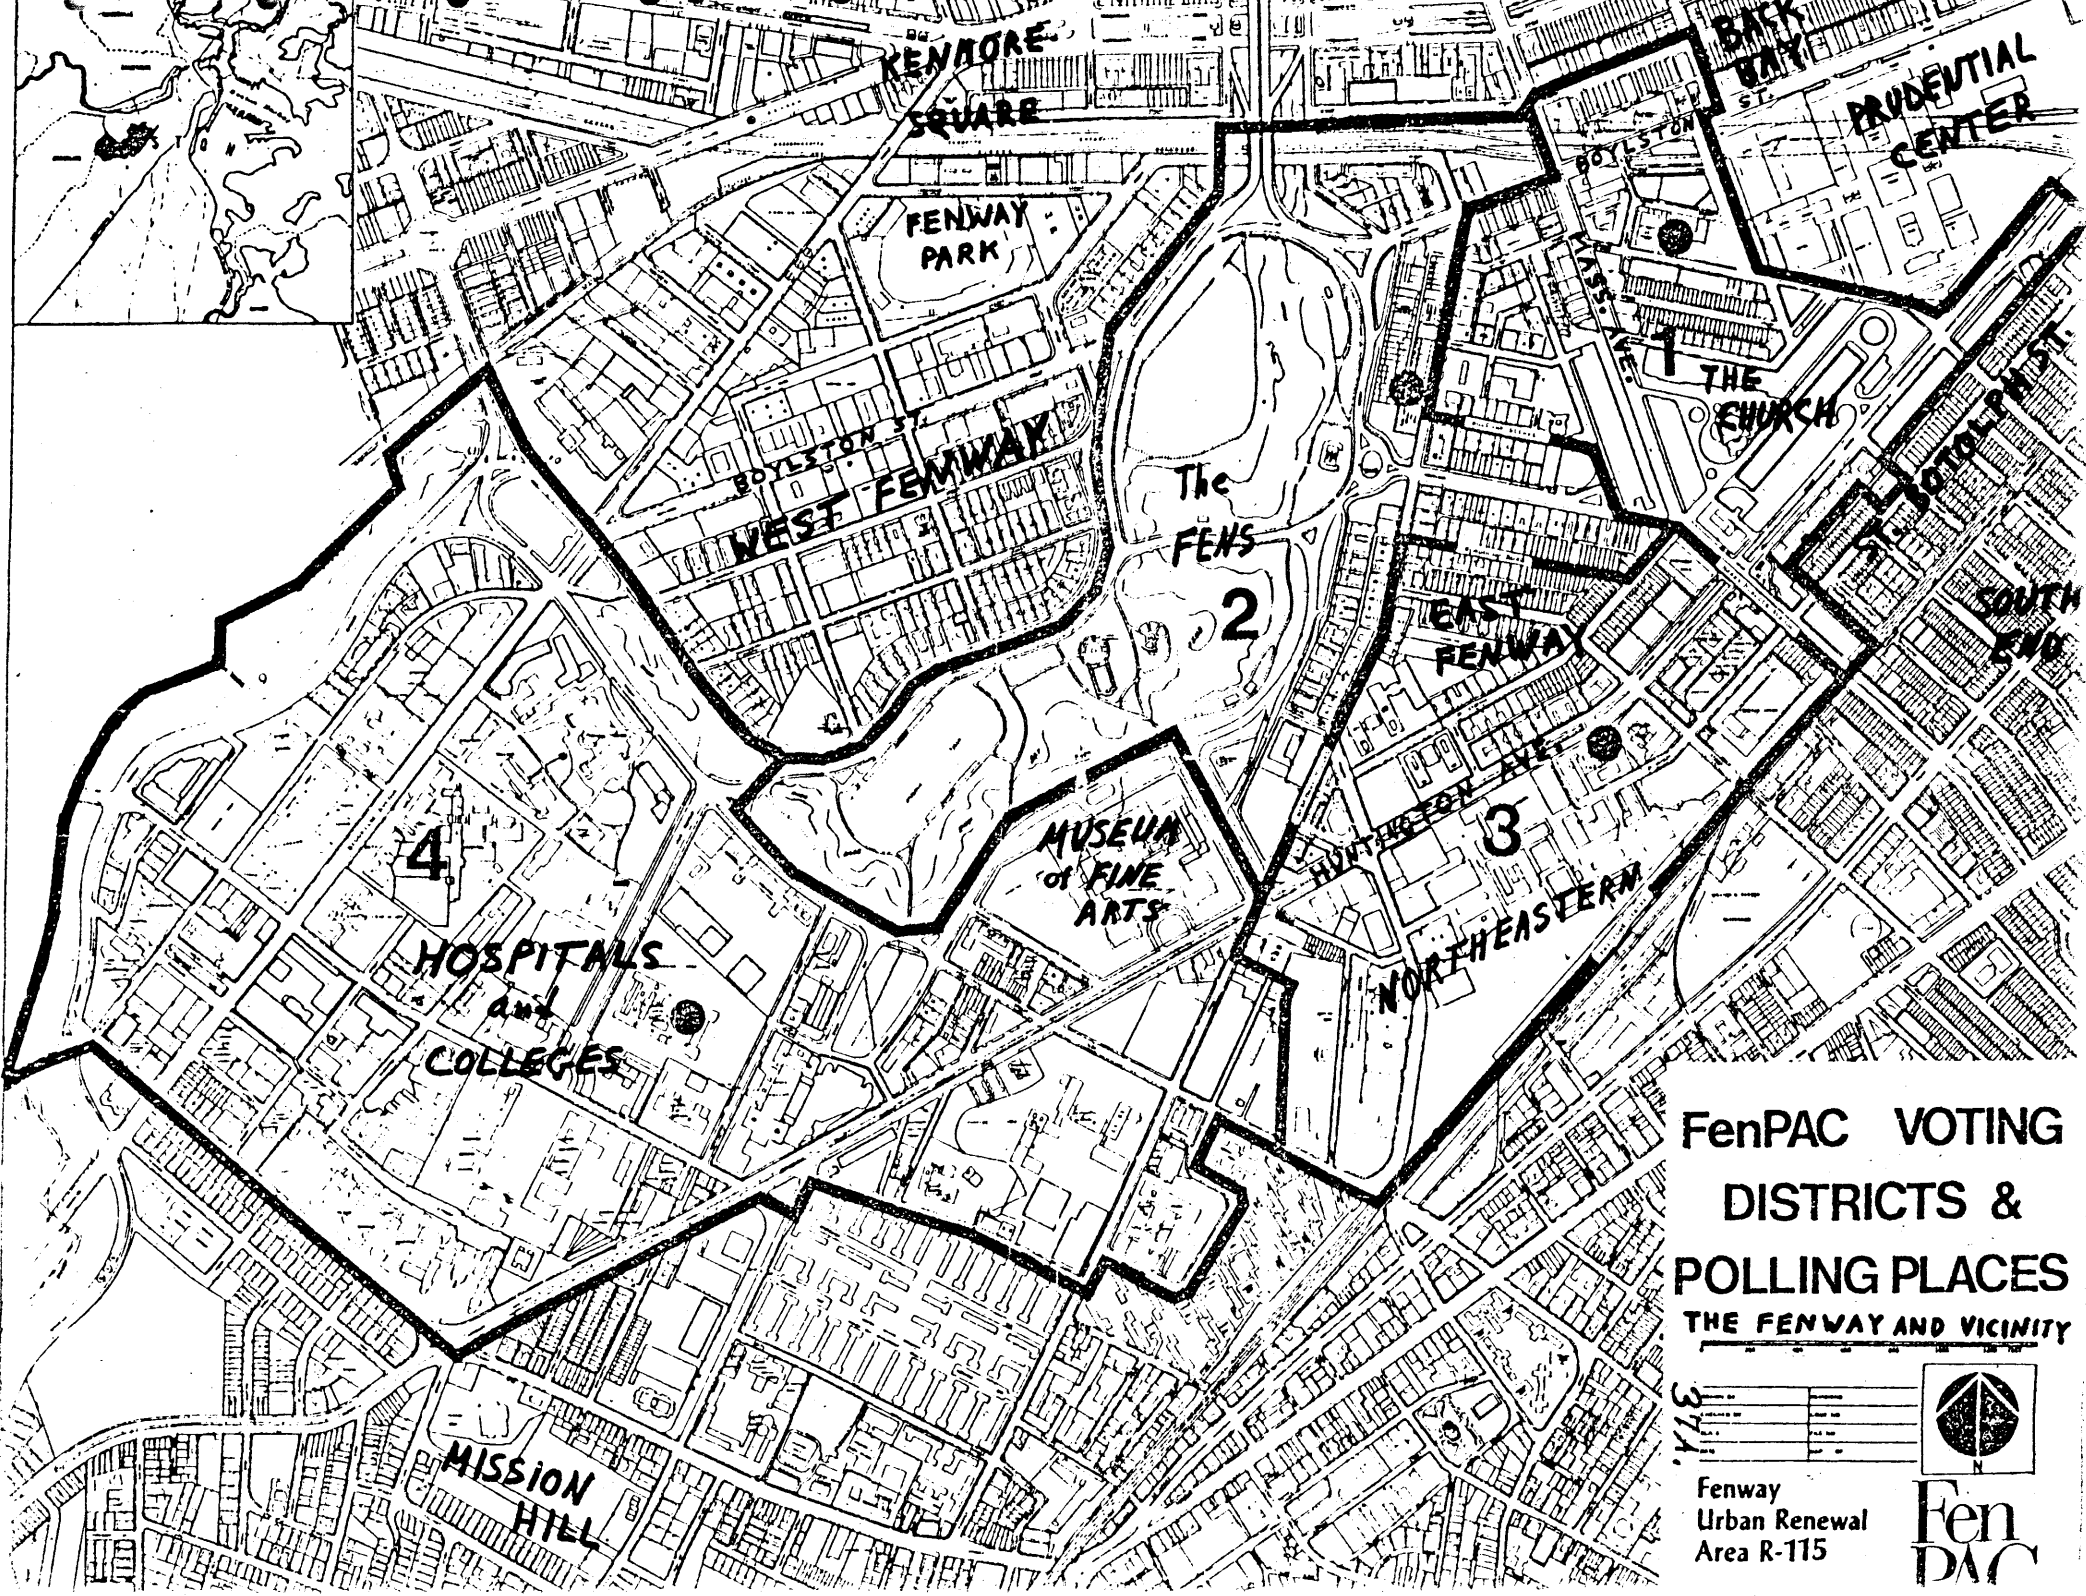 KENMORE
SQUARE
BACK
BAY
ST.
PRUDENTIAL
CENTER
BOYLSTON
FENWAY
PARK
MASS. AVE.
1
THE
CHURCH
ST. BOTOLPH ST.
BOYLSTON ST.
WEST FENWAY
The
FENS
2
EAST
FENWAY
SOUTH
END
HUNTINGTON AVE.
3
MUSEUM
of FINE
ARTS
NORTHEASTERN
4
HOSPITALS
and
COLLEGES
MISSION
HILL
FenPAC VOTING
DISTRICTS &
POLLING PLACES
THE FENWAY AND VICINITY
37A.
N
Fenway
Urban Renewal
Area R-115
Fen
PAC